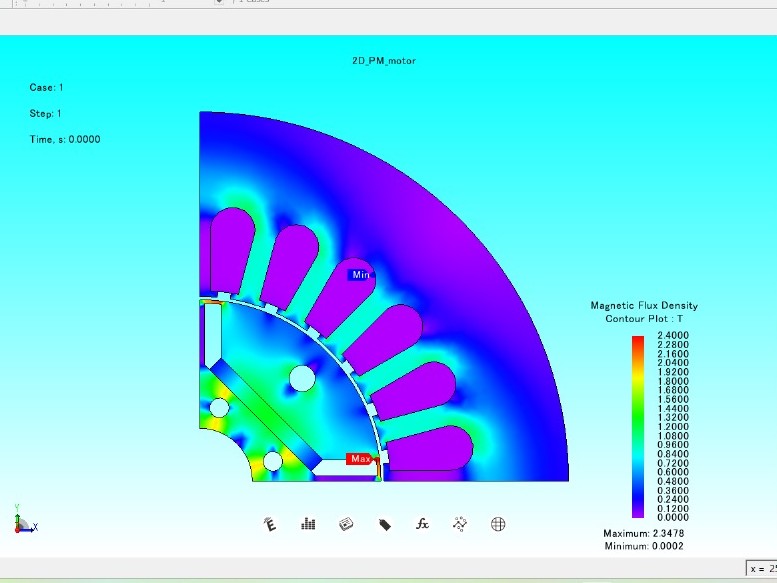 2D_PM_motor
Case: 1
Step: 1
Time, s: 0.0000
Min
Max
Magnetic Flux Density
Contour Plot : T
2.4000
2.2800
2.1600
2.0400
1.9200
1.8000
1.6800
1.5600
1.4400
1.3200
1.2000
1.0800
0.9600
0.8400
0.7200
0.6000
0.4800
0.3600
0.2400
0.1200
0.0000
Maximum: 2.3478
Minimum: 0.0002
Y
X
E
fx